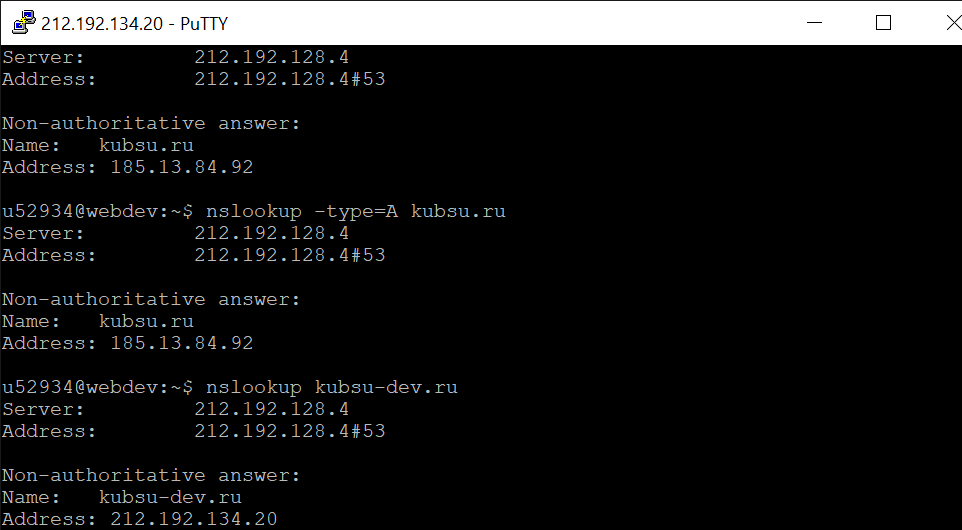 212.192.134.20 - PuTTY
Server:         212.192.128.4
Address:        212.192.128.4#53
Non-authoritative answer:
Name:   kubsu.ru
Address: 185.13.84.92
u52934@webdev:~$ nslookup -type=A kubsu.ru
Server:         212.192.128.4
Address:        212.192.128.4#53
Non-authoritative answer:
Name:   kubsu.ru
Address: 185.13.84.92
u52934@webdev:~$ nslookup kubsu-dev.ru
Server:         212.192.128.4
Address:        212.192.128.4#53
Non-authoritative answer:
Name:   kubsu-dev.ru
Address: 212.192.134.20